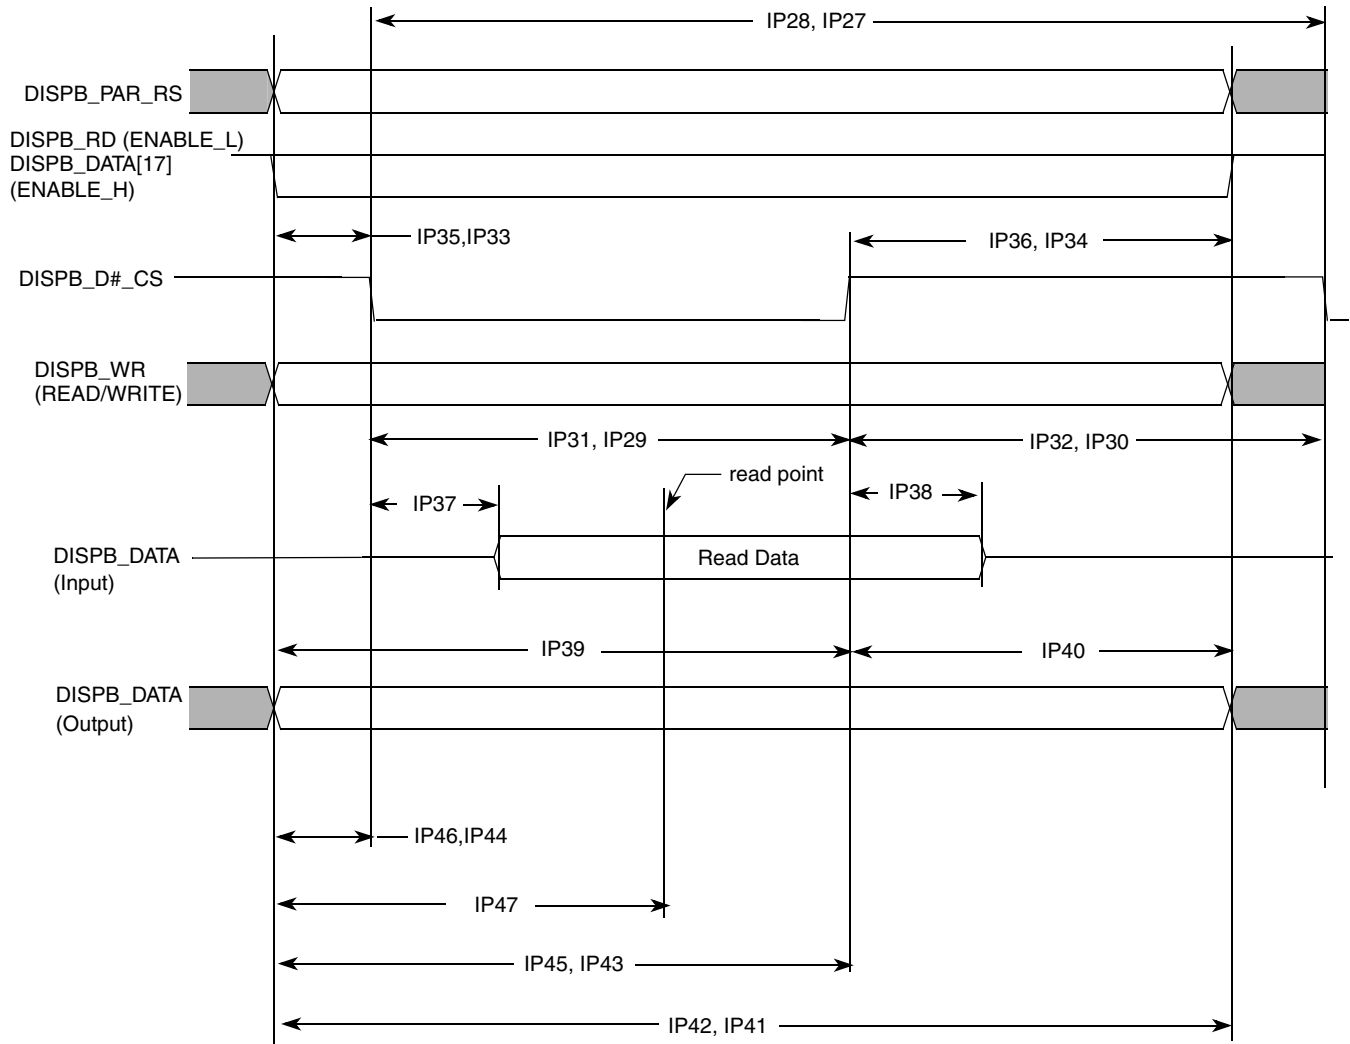 IP28, IP27
DISPB_PAR_RS
DISPB_RD (ENABLE_L)
DISPB_DATA[17]
(ENABLE_H)
IP35,IP33
IP36, IP34
DISPB_D#_CS
DISPB_WR
(READ/WRITE)
IP31, IP29
IP32, IP30
read point
IP37
IP38
DISPB_DATA
(Input)
Read Data
IP39
IP40
DISPB_DATA
(Output)
IP46,IP44
IP47
IP45, IP43
IP42, IP41